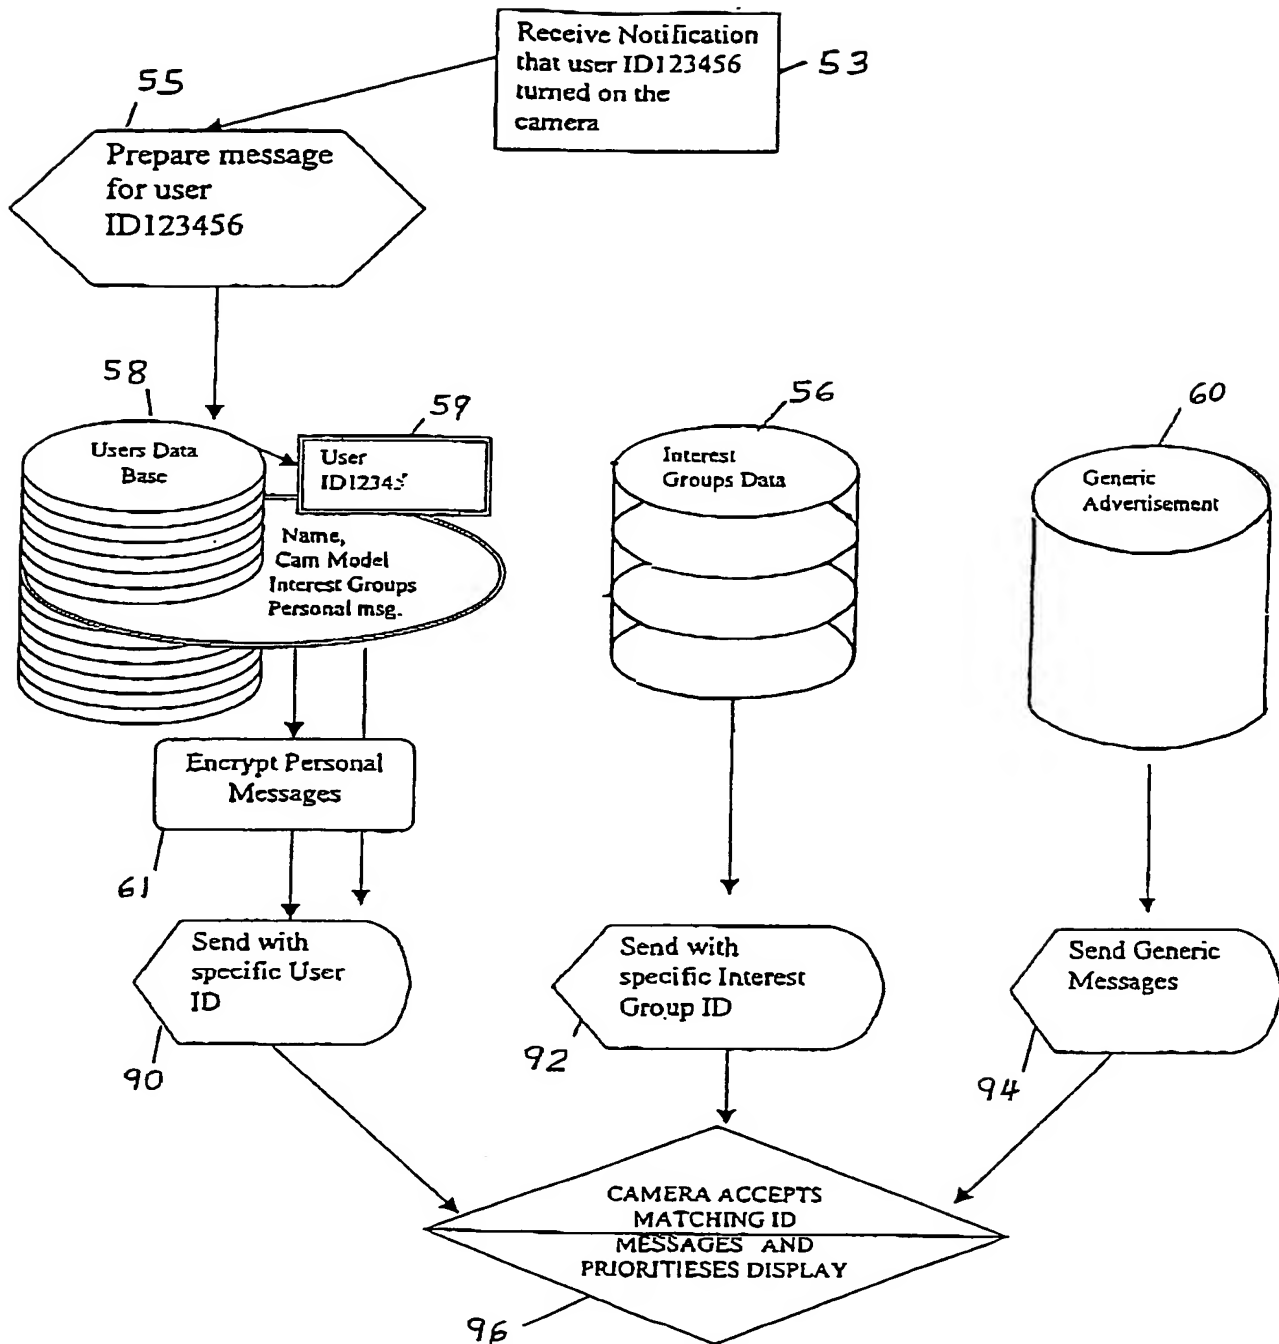 Receive Notification
that user ID123456
turned on the
camera
53
55
Prepare message
for user
ID123456
58
59
56
60
Users Data
Base
User
Interest
Groups Data
Generic
Advertisement
Name,
Cam Model
Interest Groups
Personal msg.
Encrypt Personal
Messages
61
Send with
specific User
ID
90
Send with
specific Interest
Group ID
92
Send Generic
Messages
94
CAMERA ACCEPTS
MATCHING ID
MESSAGES AND
PRIORITIESES DISPLAY
96